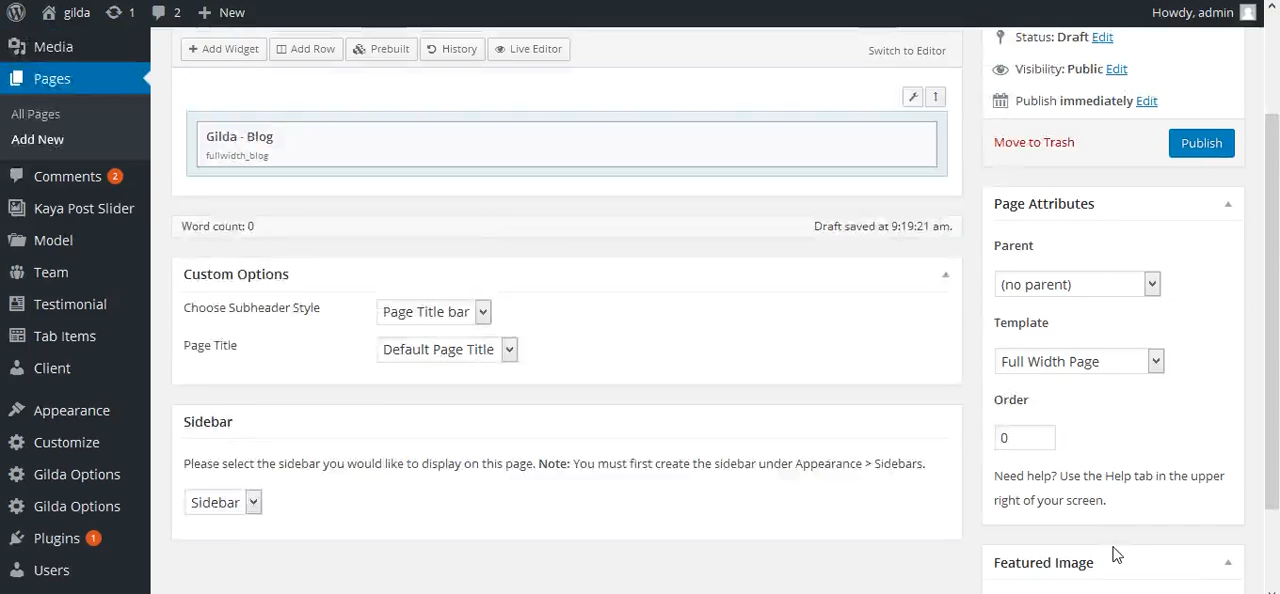 gilda 1 2 New Howdy, admin
Media
Pages
All Pages
Add New
Comments 2
Kaya Post Slider
Model
Team
Testimonial
Tab Items
Client
Appearance
Customize
Gilda Options
Gilda Options
Plugins 1
Users
Add Widget Add Row Prebuilt History Live Editor Switch to Editor
Gilda - Blog
fullwidth_blog
Word count: 0 Draft saved at 9:19:21 am.
Custom Options
Choose Subheader Style Page Title bar
Page Title Default Page Title
Sidebar
Please select the sidebar you would like to display on this page. Note: You must first create the sidebar under Appearance > Sidebars.
Sidebar
Status: Draft Edit
Visibility: Public Edit
Publish immediately Edit
Move to Trash Publish
Page Attributes
Parent
(no parent)
Template
Full Width Page
Order
0
Need help? Use the Help tab in the upper
right of your screen.
Featured Image